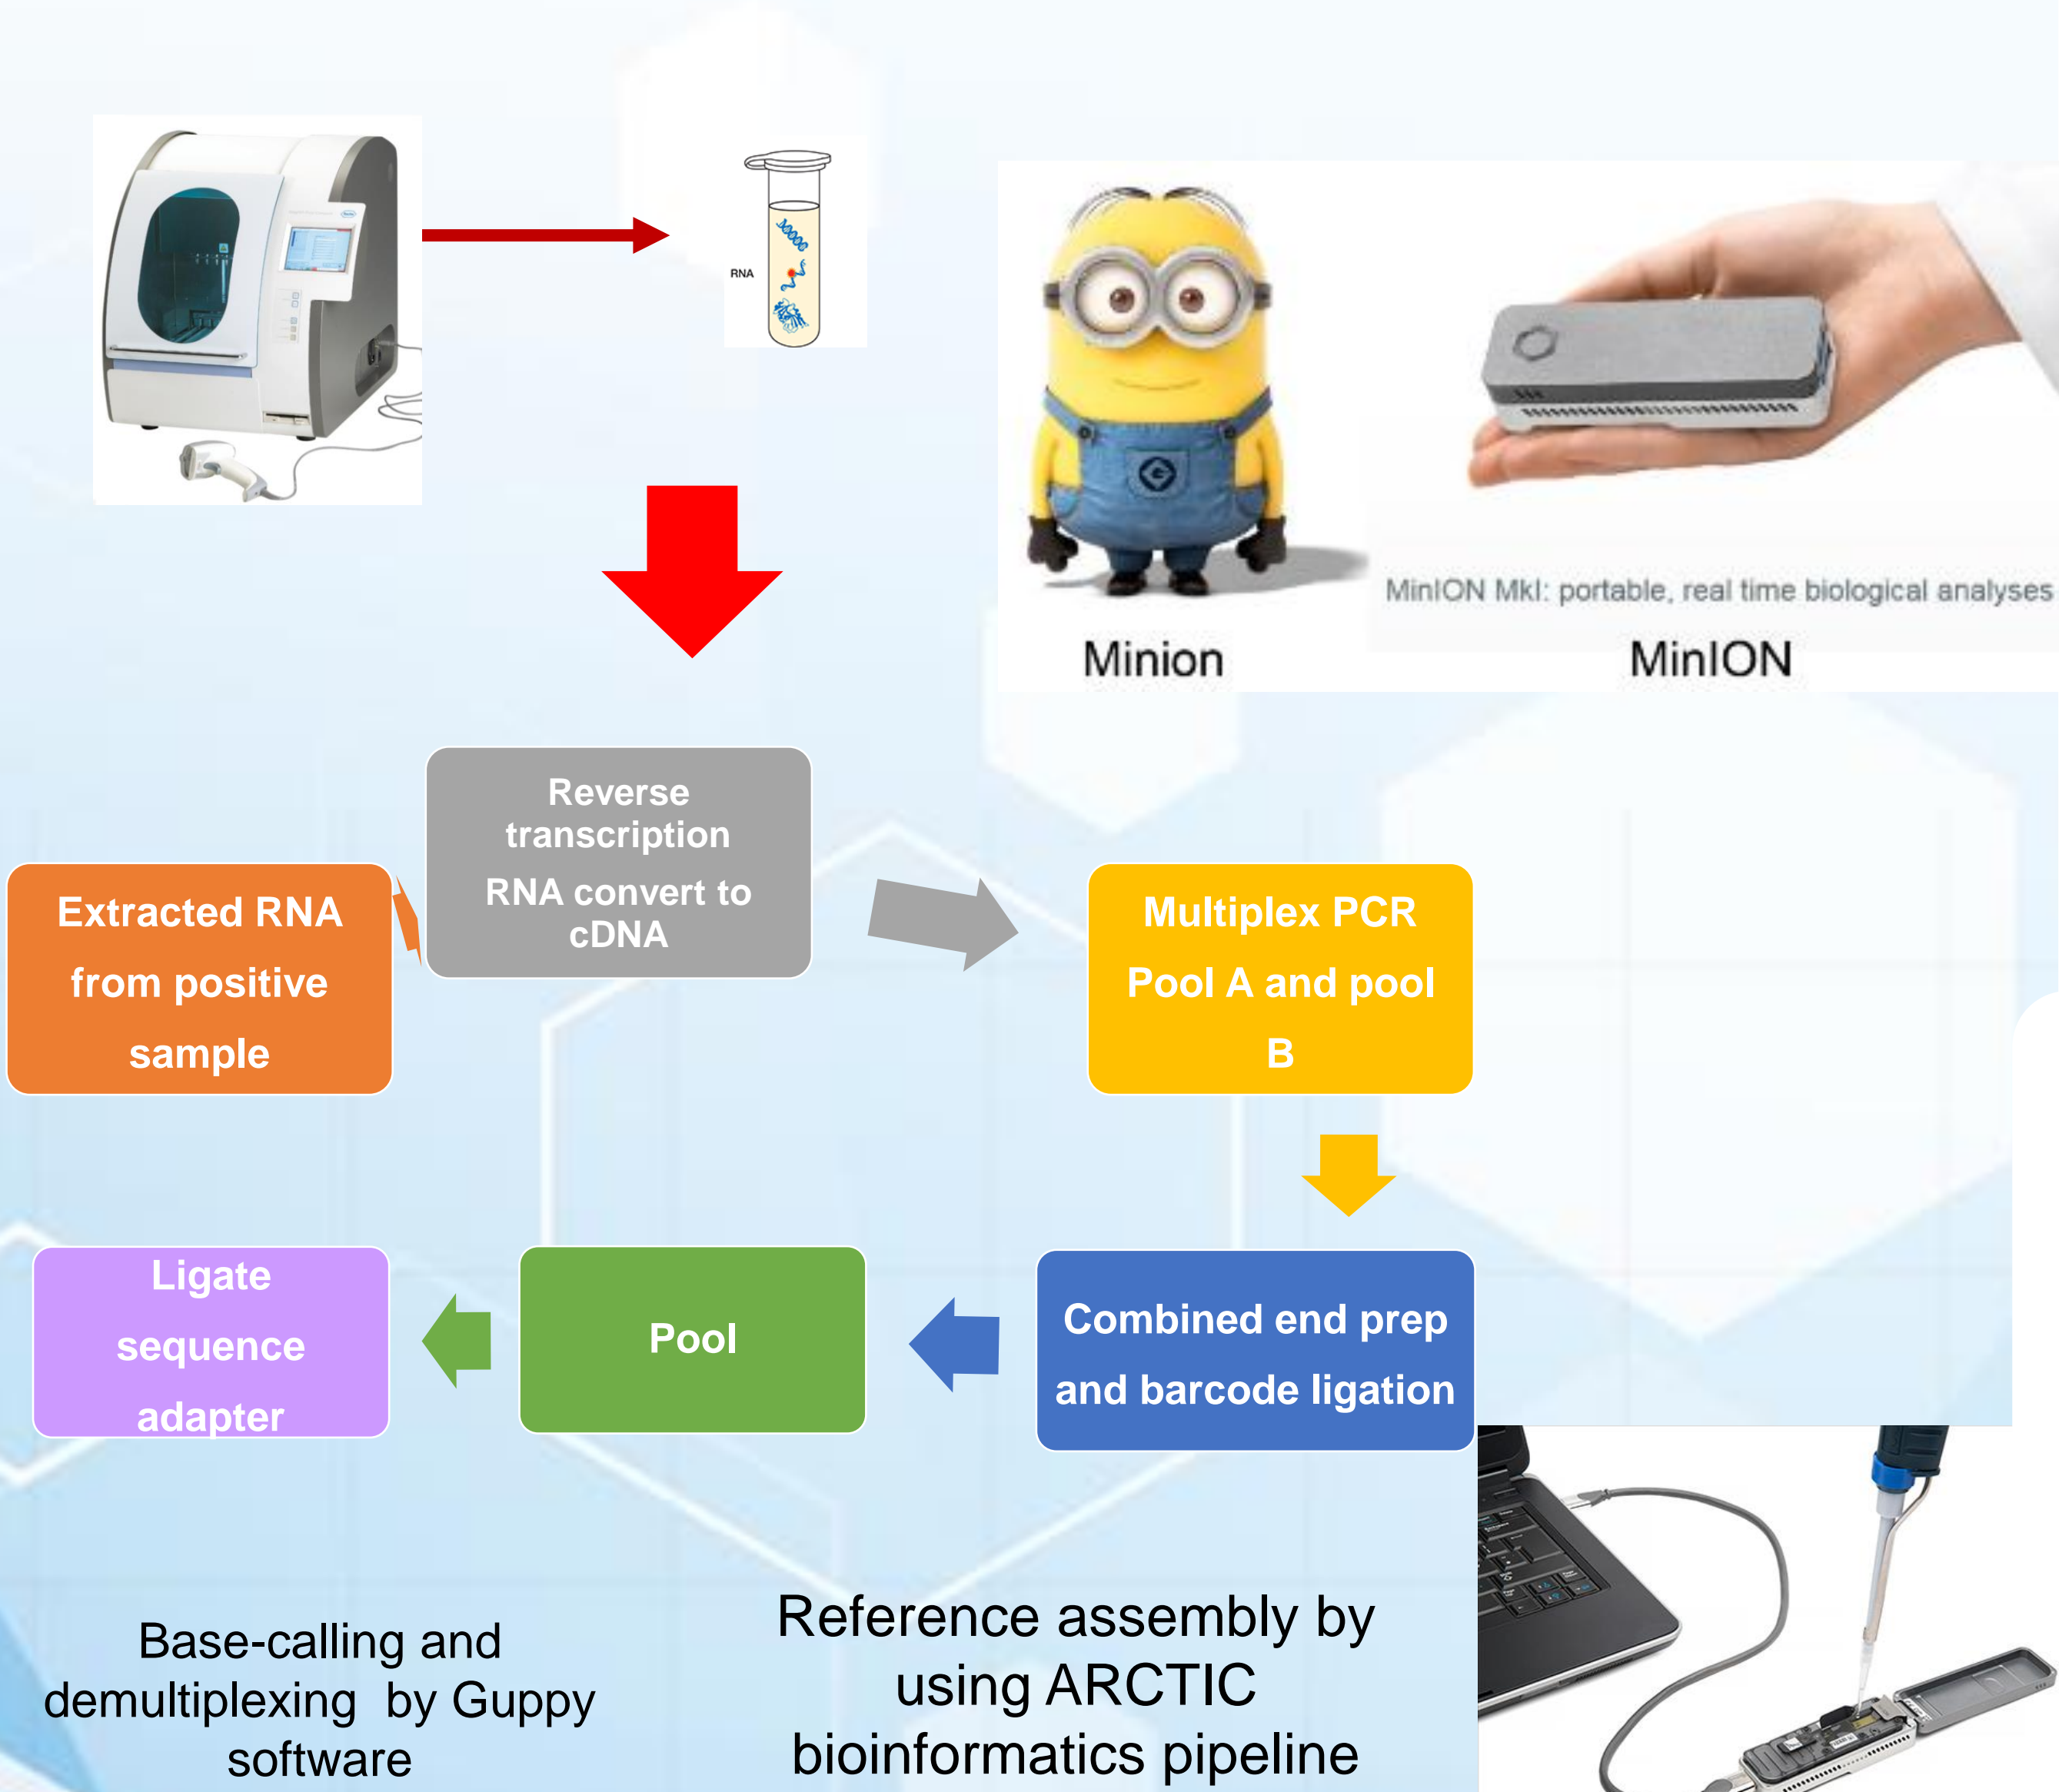 RNA
MinION MkI: portable, real time biological analyses
Minion
MinION
Reverse
transcription
RNA convert to
cDNA
Extracted RNA
from positive
sample
Multiplex PCR
Pool A and pool
B
Ligate
sequence
adapter
Pool
Combined end prep
and barcode ligation
Base-calling and
demultiplexing by Guppy
software
Reference assembly by
using ARCTIC
bioinformatics pipeline